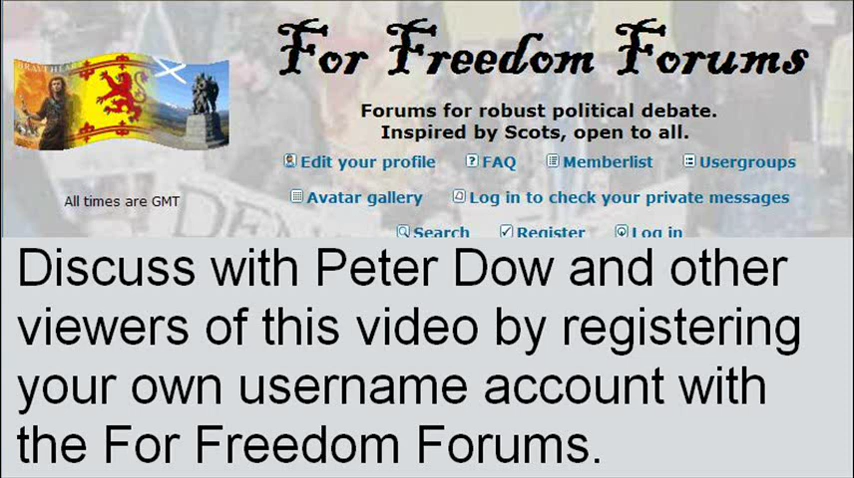 BRAVEHEART
For Freedom Forums
Forums for robust political debate.
Inspired by Scots, open to all.
Edit your profile FAQ Memberlist Usergroups
All times are GMT
Avatar gallery Log in to check your private messages
Search Register Log in
Discuss with Peter Dow and other
viewers of this video by registering
your own username account with
the For Freedom Forums.